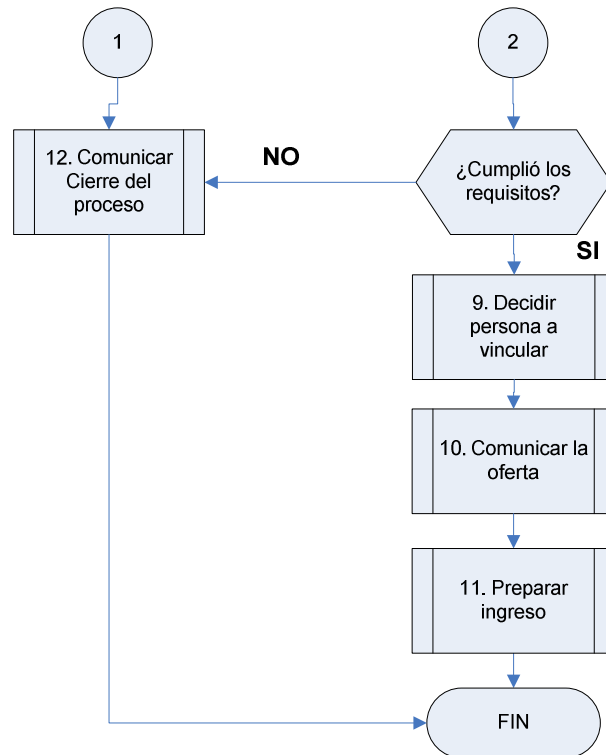 1
2
12. Comunicar
Cierre del
proceso
NO
¿Cumplió los
requisitos?
SI
9. Decidir
persona a
vincular
10. Comunicar la
oferta
11. Preparar
ingreso
FIN